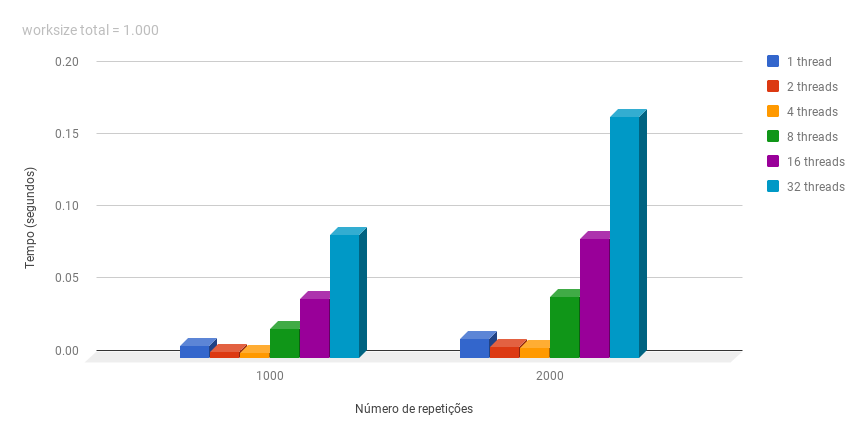 worksize total = 1.000
0.20
0.15
0.10
0.05
0.00
Tempo (segundos)
1000
2000
Número de repetições
1 thread
2 threads
4 threads
8 threads
16 threads
32 threads